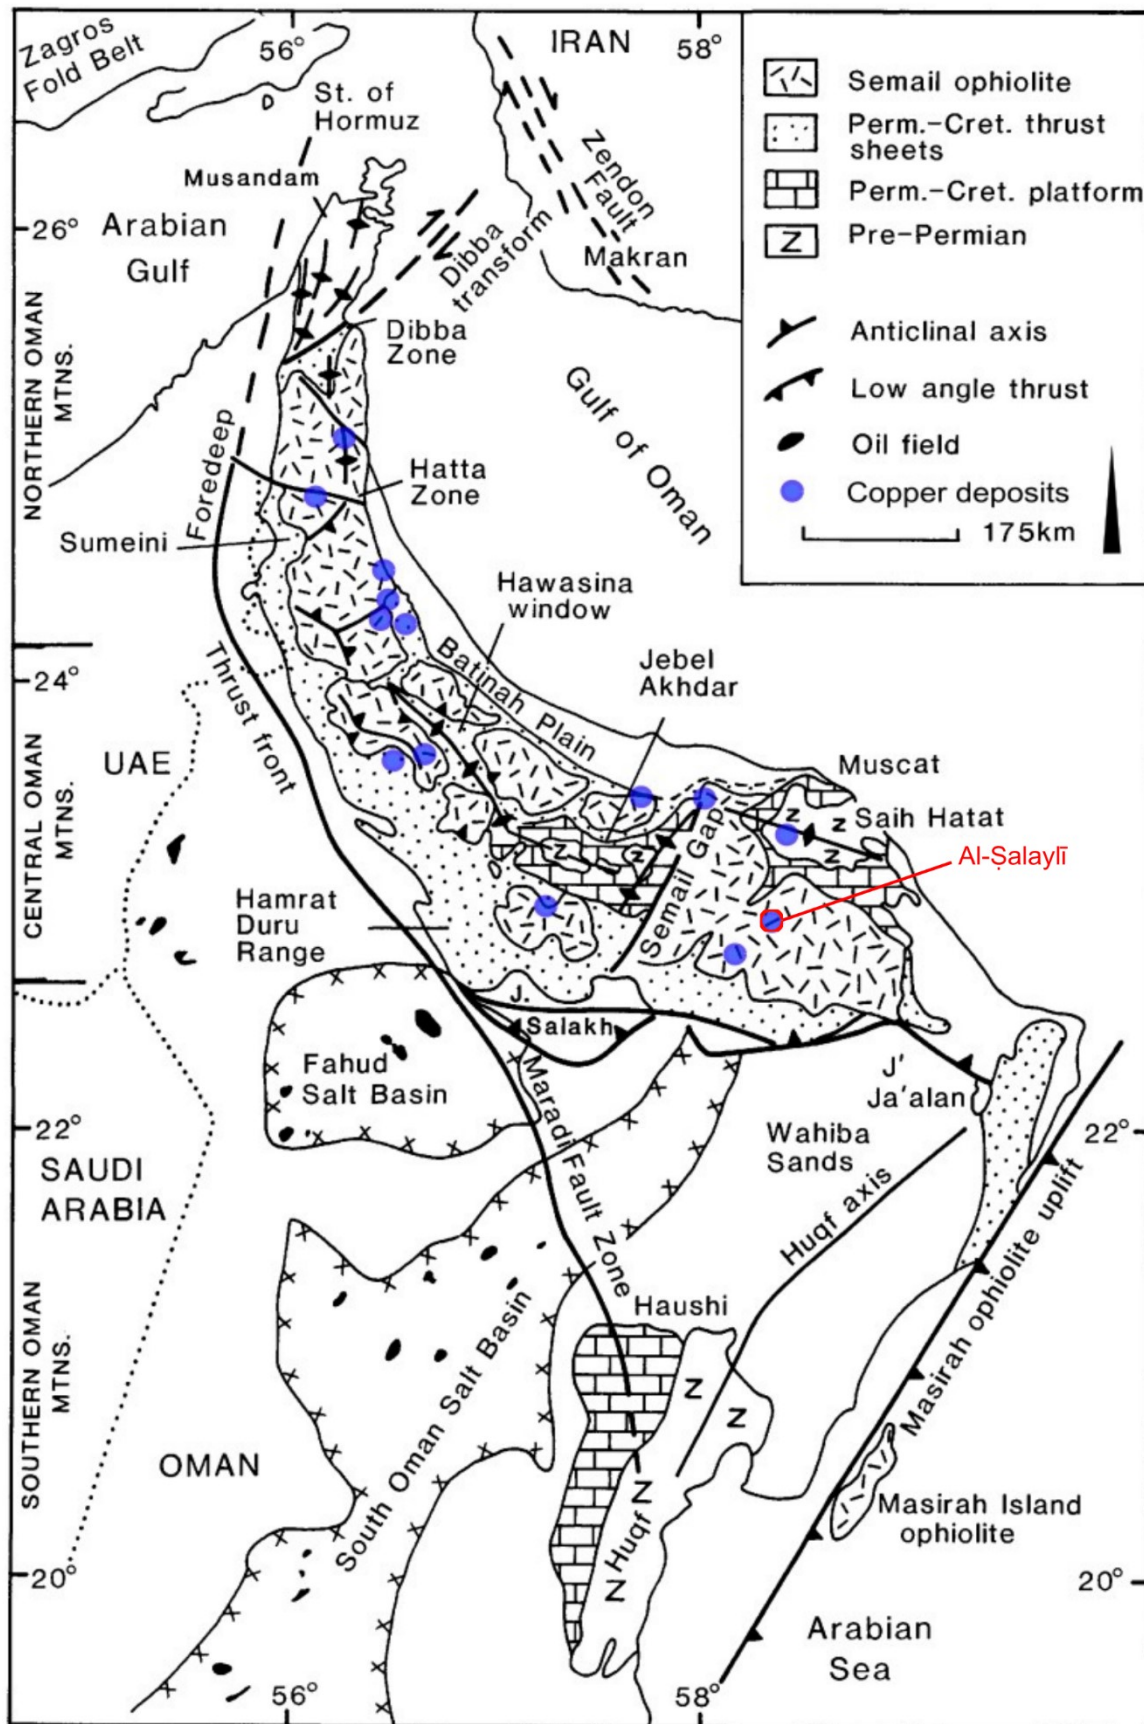 Zagros
Fold Belt
56°
IRAN
58°
St. of
Hormuz
Musandam
26°
Arabian
Gulf
Zendon
Fault
Makran
Dibba
transform
Dibba
Zone
Semail ophiolite
Perm.-Cret. thrust
sheets
Perm.-Cret. platform
Z
Pre-Permian
Anticlinal axis
Low angle thrust
Oil field
Copper deposits
175km
NORTHERN OMAN
MTNS.
Foredeep
Hatta
Zone
Gulf of Oman
Sumeini
Hawasina
window
Batinah Plain
Jebel
Akhdar
24°
Thrust front
UAE
CENTRAL OMAN
MTNS.
Muscat
Z
Z
Saih Hatat
Z
Z
Z
Semail Gap
Al-Ṣalaylī
Hamrat
Duru
Range
J.
Salakh
Fahud
Salt Basin
Maradi Fault Zone
J'
Ja'alan
22°
22°
Wahiba
Sands
SAUDI
ARABIA
Huqf axis
Masirah ophiolite uplift
Haushi
SOUTHERN OMAN
MTNS.
South Oman Salt Basin
Z
Z
OMAN
Z
Huqf
Z
Masirah Island
ophiolite
20°
20°
Arabian
Sea
56°
58°